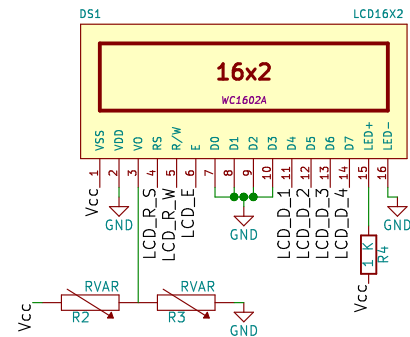 DS1 LCD16X2
16x2
WC1602A
VSS VDD VO RS R/W E D0 D1 D2 D3 D4 D5 D6 D7 LED+ LED-
1 2 3 4 5 6 7 8 9 10 11 12 13 14 15 16
Vcc LCD_R_S LCD_R_W LCD_E LCD_D_1 LCD_D_2 LCD_D_3 LCD_D_4
GND GND GND
1 K R4
Vcc
RVAR RVAR
Vcc R2 R3 GND